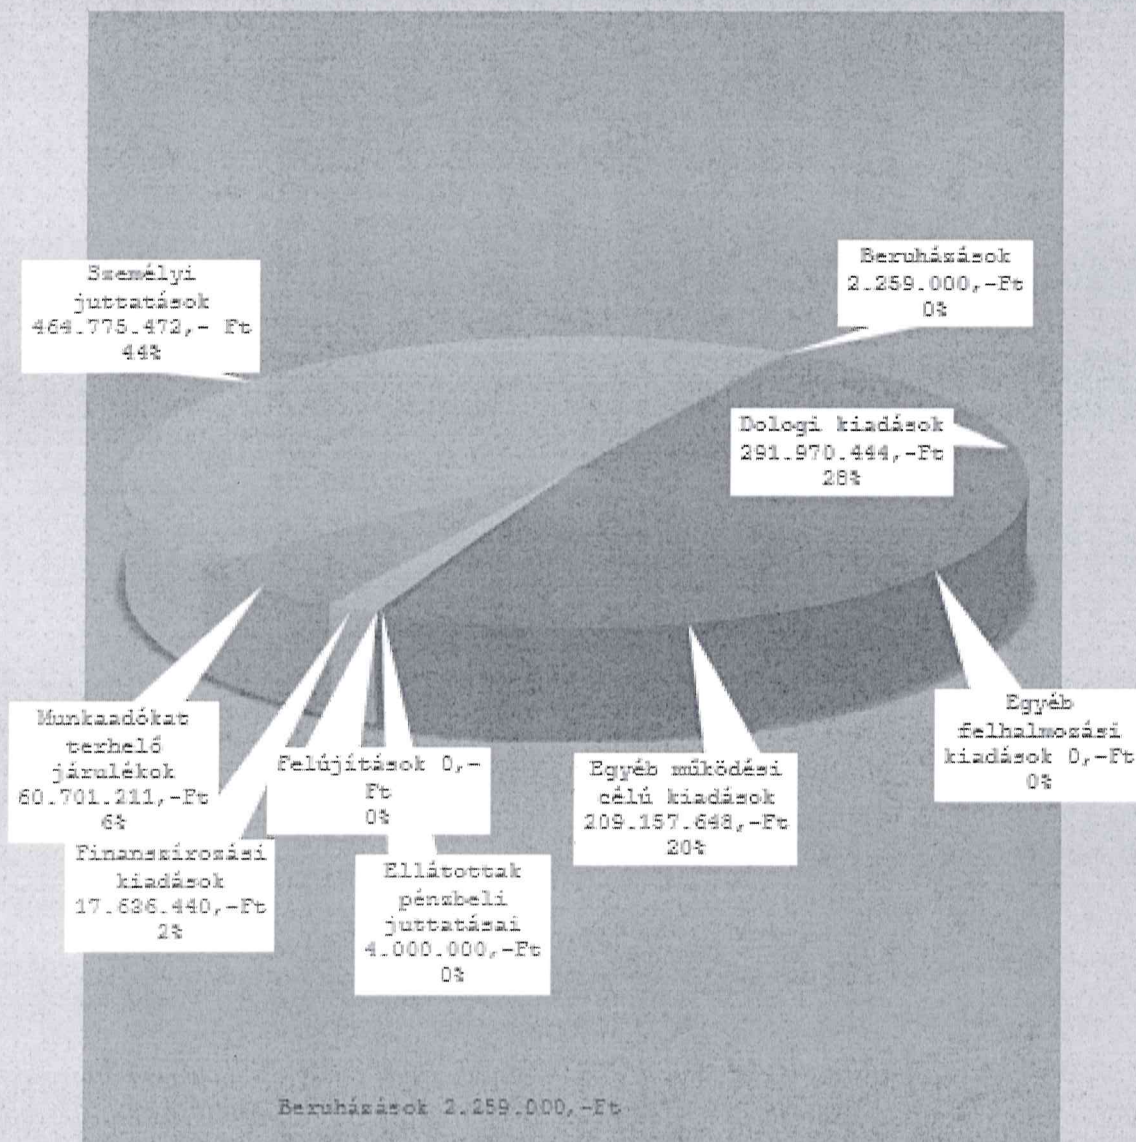 Személyi
juttatások
464.775.472,- Ft
44%
Beruházások
2.259.000,-Ft
0%
Dologi kiadások
291.970.444,-Ft
28%
Munkaadókat
terhelő
járulékok
60.701.211,-Ft
6%
Finanszírozási
kiadások
17.636.440,-Ft
2%
Felújítások 0,-
Ft
0%
Ellátottak
pénzbeli
juttatásai
4.000.000,-Ft
0%
Egyéb működési
célú kiadások
209.157.648,-Ft
20%
Egyéb
felhalmozási
kiadások 0,-Ft
0%
Beruházások 2.259.000,-Ft